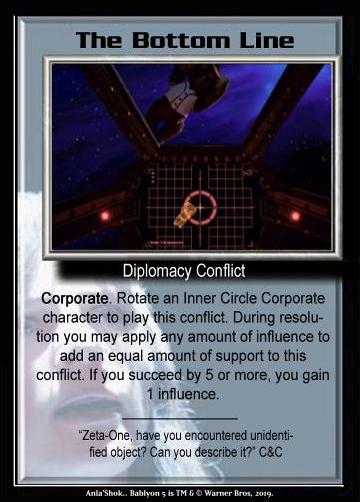 The Bottom Line
Diplomacy Conflict
Corporate. Rotate an Inner Circle Corporate
character to play this conflict. During resolu-
tion you may apply any amount of influence to
add an equal amount of support to this
conflict. If you succeed by 5 or more, you gain
1 influence.
“Zeta-One, have you encountered unidenti-
fied object? Can you describe it?” C&C
Anla'Shok.. Bablyon 5 is TM & © Warner Bros, 2019.